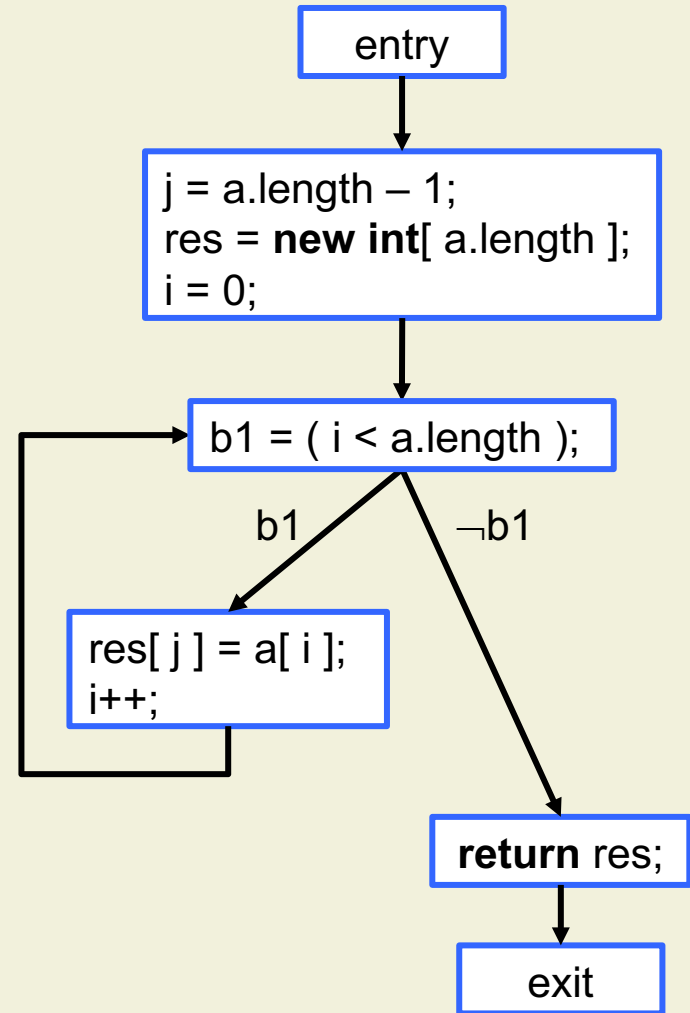 entry
j = a.length – 1;
res = new int[ a.length ];
i = 0;
b1 = ( i < a.length );
b1
¬b1
res[ j ] = a[ i ];
i++;
return res;
exit